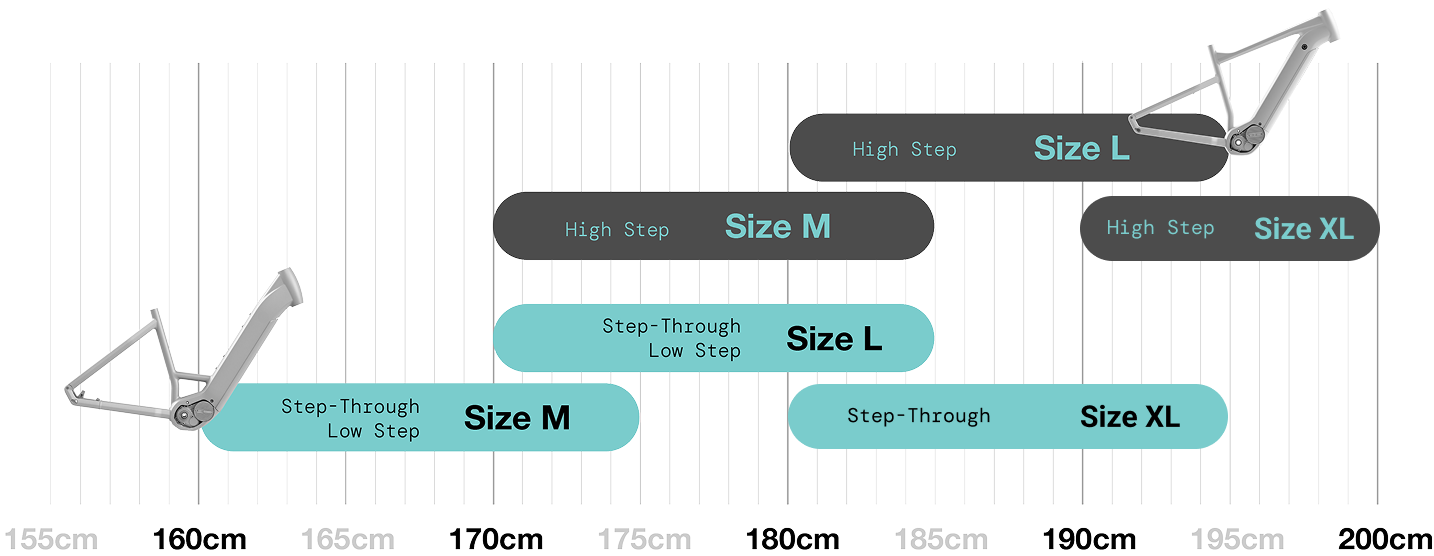 High Step Size L
High Step Size M
High Step Size XL
Step-Through
Low Step
Size L
Step-Through
Low Step
Size M
Step-Through Size XL
155cm 160cm 165cm 170cm 175cm 180cm 185cm 190cm 195cm 200cm